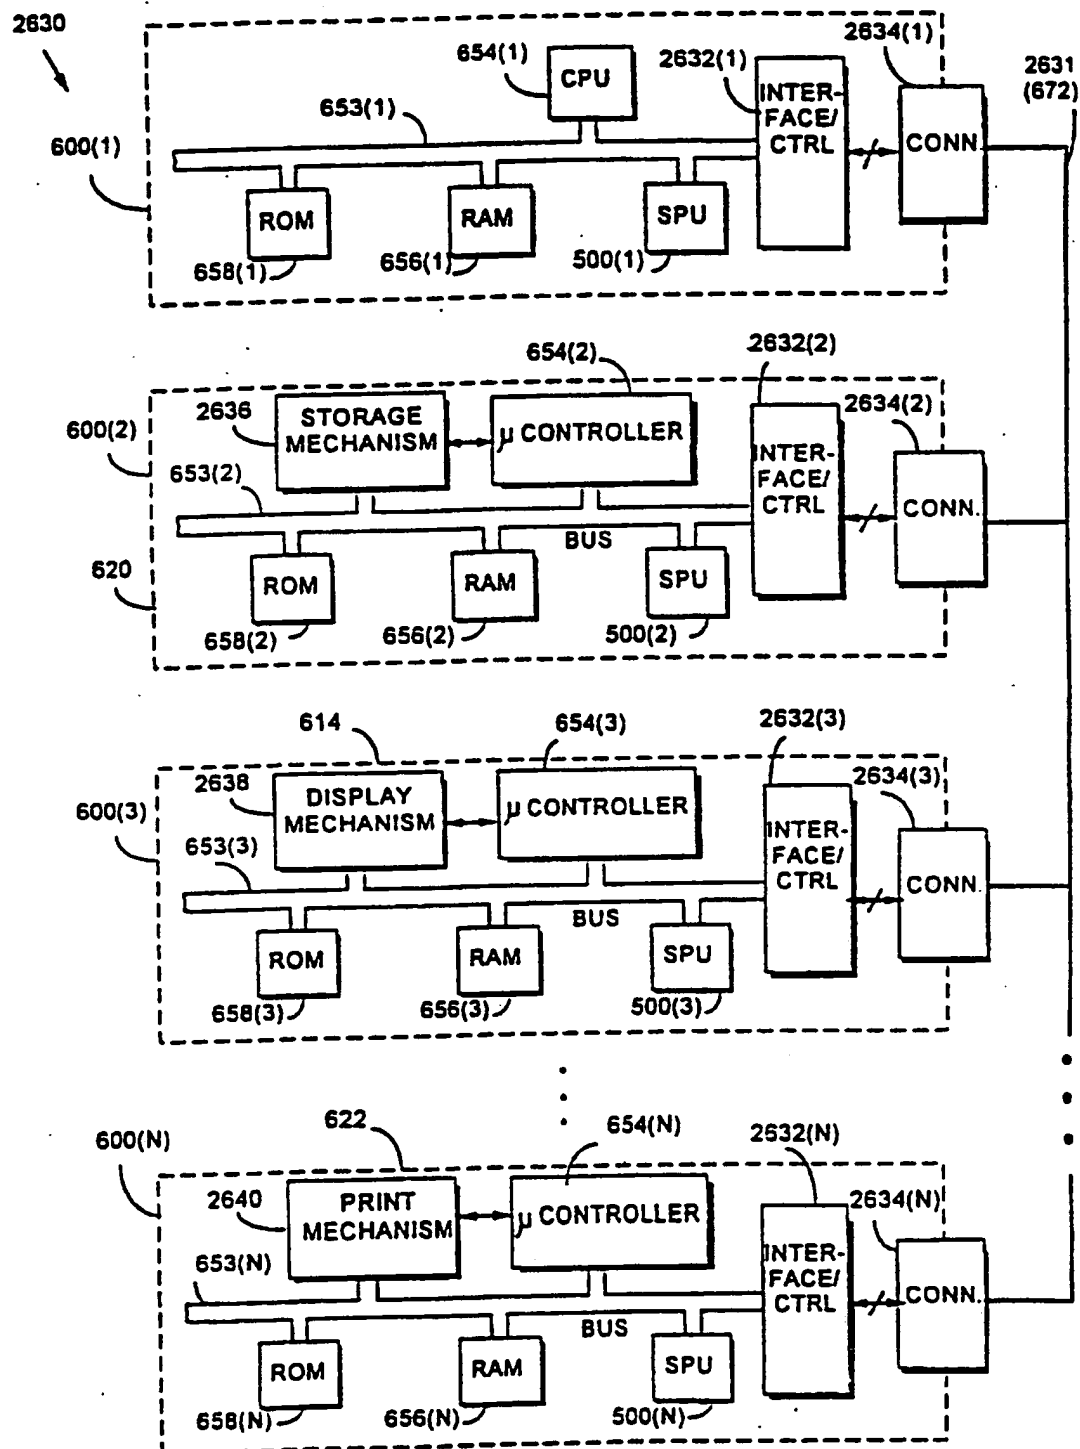 2630
600(1)
653(1)
654(1)
CPU
2632(1)
INTER-
FACE/
CTRL
2634(1)
CONN.
2631
(672)
ROM
658(1)
RAM
656(1)
SPU
500(1)
600(2)
620
2636
STORAGE
MECHANISM
654(2)
µ CONTROLLER
2632(2)
INTER-
FACE/
CTRL
2634(2)
CONN.
653(2)
BUS
ROM
658(2)
RAM
656(2)
SPU
500(2)
614
600(3)
2638
DISPLAY
MECHANISM
654(3)
µ CONTROLLER
2632(3)
INTER-
FACE/
CTRL
2634(3)
CONN.
653(3)
BUS
ROM
658(3)
RAM
656(3)
SPU
500(3)
622
600(N)
2640
PRINT
MECHANISM
654(N)
µ CONTROLLER
2632(N)
INTER-
FACE/
CTRL
2634(N)
CONN.
653(N)
BUS
ROM
658(N)
RAM
656(N)
SPU
500(N)